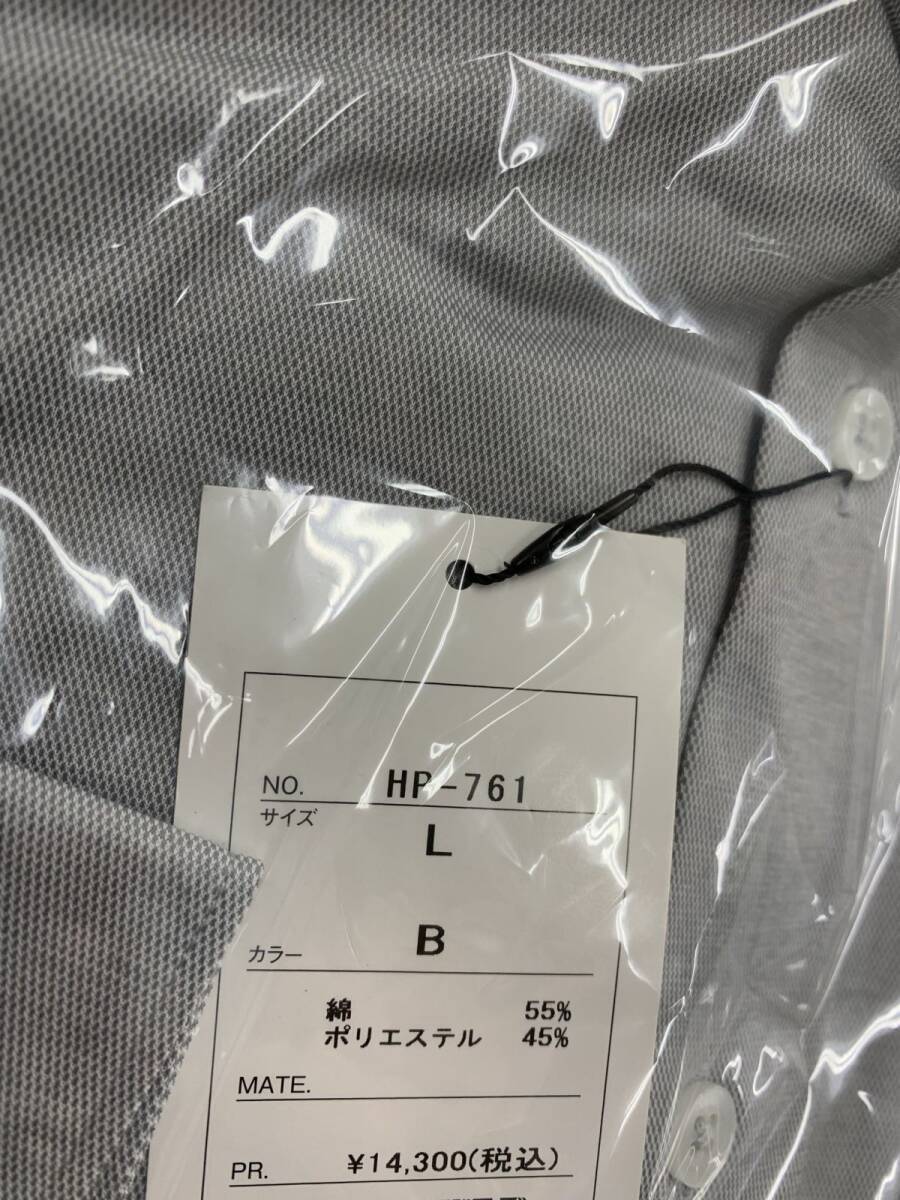 NO. HP-761
サイズ
L
カラー B
綿 55%
ポリエステル 45%
MATE.
PR. ¥14,300(税込)